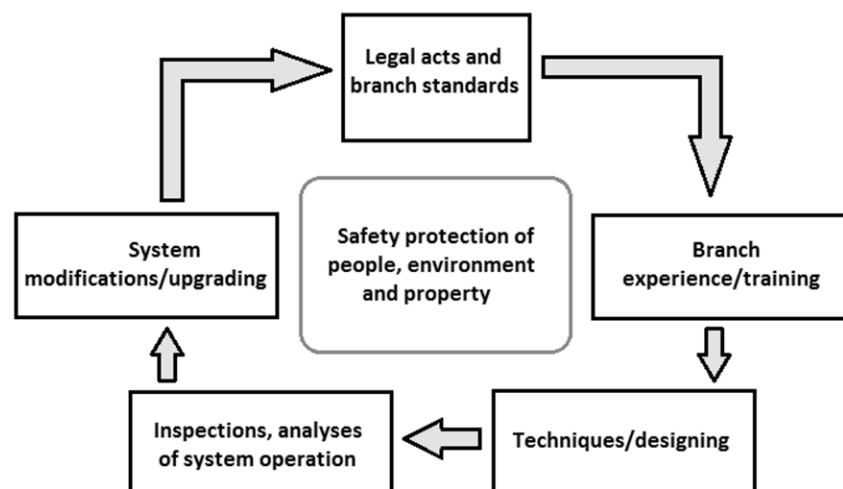 Legal acts and
branch standards
System
modifications/upgrading
Safety protection of
people, environment
and property
Branch
experience/training
Inspections, analyses
of system operation
Techniques/designing